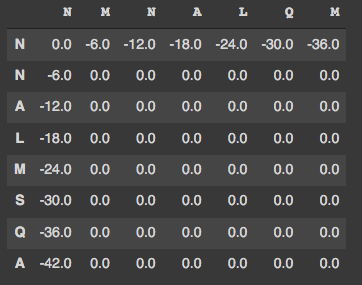 N M N A L Q M
N 0.0 -6.0 -12.0 -18.0 -24.0 -30.0 -36.0
N -6.0 0.0 0.0 0.0 0.0 0.0 0.0
A -12.0 0.0 0.0 0.0 0.0 0.0 0.0
L -18.0 0.0 0.0 0.0 0.0 0.0 0.0
M -24.0 0.0 0.0 0.0 0.0 0.0 0.0
S -30.0 0.0 0.0 0.0 0.0 0.0 0.0
Q -36.0 0.0 0.0 0.0 0.0 0.0 0.0
A -42.0 0.0 0.0 0.0 0.0 0.0 0.0